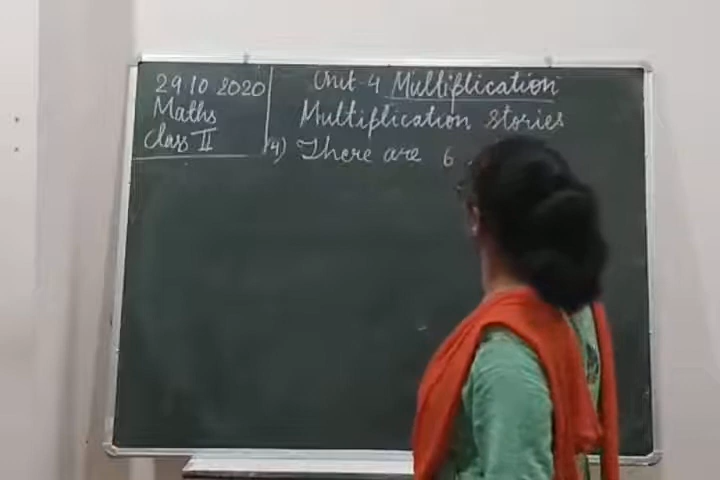 29 10 2020
Maths
Class II
Unit-4 Multiplication
Multiplication Stories
4) There are 6